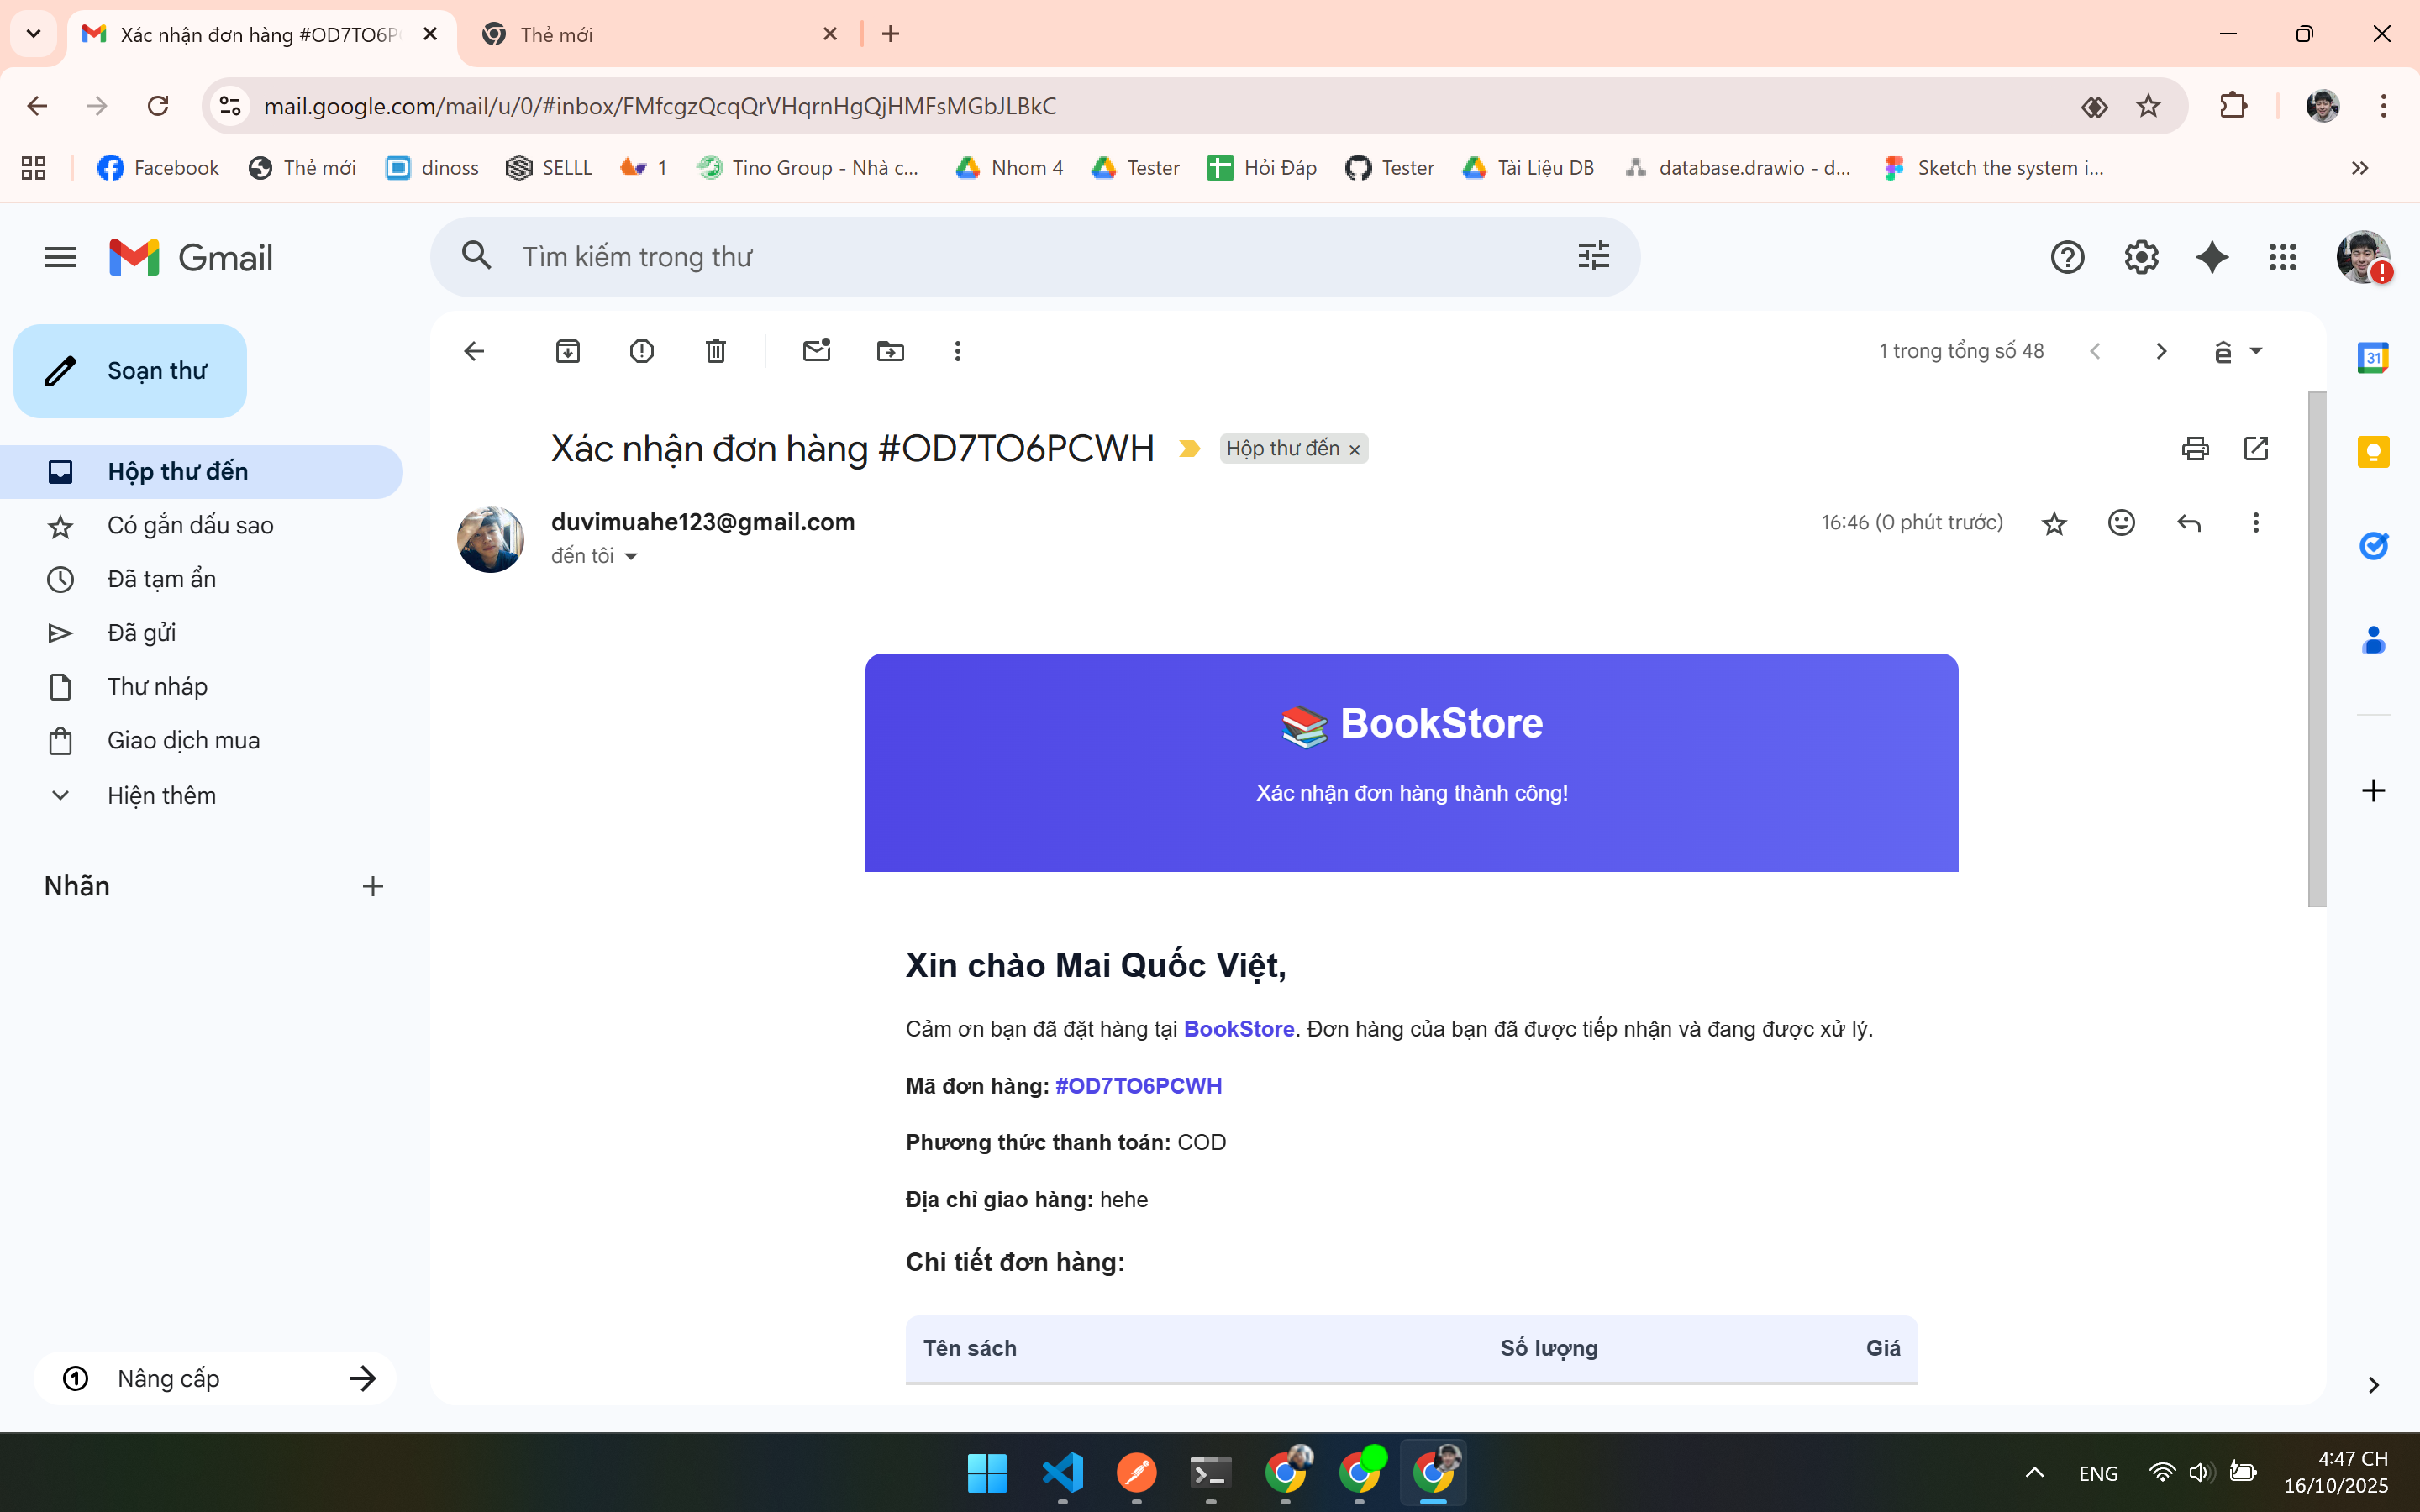 Xác nhận đơn hàng #OD7TO6P
Thẻ mới
mail.google.com/mail/u/0/#inbox/FMfcgzQcqQrVHqrnHgQjHMFsMGbJLBkC
Facebook
Thẻ mới
dinoss
SELLL
1
Tino Group - Nhà c...
Nhom 4
Tester
Hỏi Đáp
Tester
Tài Liệu DB
database.drawio - d...
Sketch the system i...
Gmail
Tìm kiếm trong thư
Soạn thư
1 trong tổng số 48
Hộp thư đến
Có gắn dấu sao
Đã tạm ẩn
Đã gửi
Thư nháp
Giao dịch mua
Hiện thêm
Nhãn
Nâng cấp
Xác nhận đơn hàng #OD7TO6PCWH
Hộp thư đến ×
duvimuahe123@gmail.com
16:46 (0 phút trước)
đến tôi
BookStore
Xác nhận đơn hàng thành công!
Xin chào Mai Quốc Việt,
Cảm ơn bạn đã đặt hàng tại BookStore. Đơn hàng của bạn đã được tiếp nhận và đang được xử lý.
Mã đơn hàng: #OD7TO6PCWH
Phương thức thanh toán: COD
Địa chỉ giao hàng: hehe
Chi tiết đơn hàng:
Tên sách
Số lượng
Giá
31
ê
ENG
4:47 CH
16/10/2025